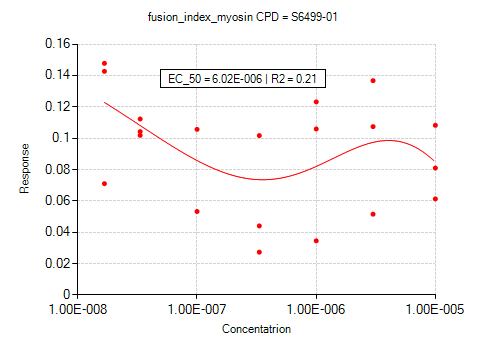 fusion_index_myosin CPD = S6499-01
EC_50 = 6.02E-006 | R2 = 0.21
Response
0.16
0.14
0.12
0.1
0.08
0.06
0.04
0.02
0
1.00E-008
1.00E-007
1.00E-006
1.00E-005
Concentatrion